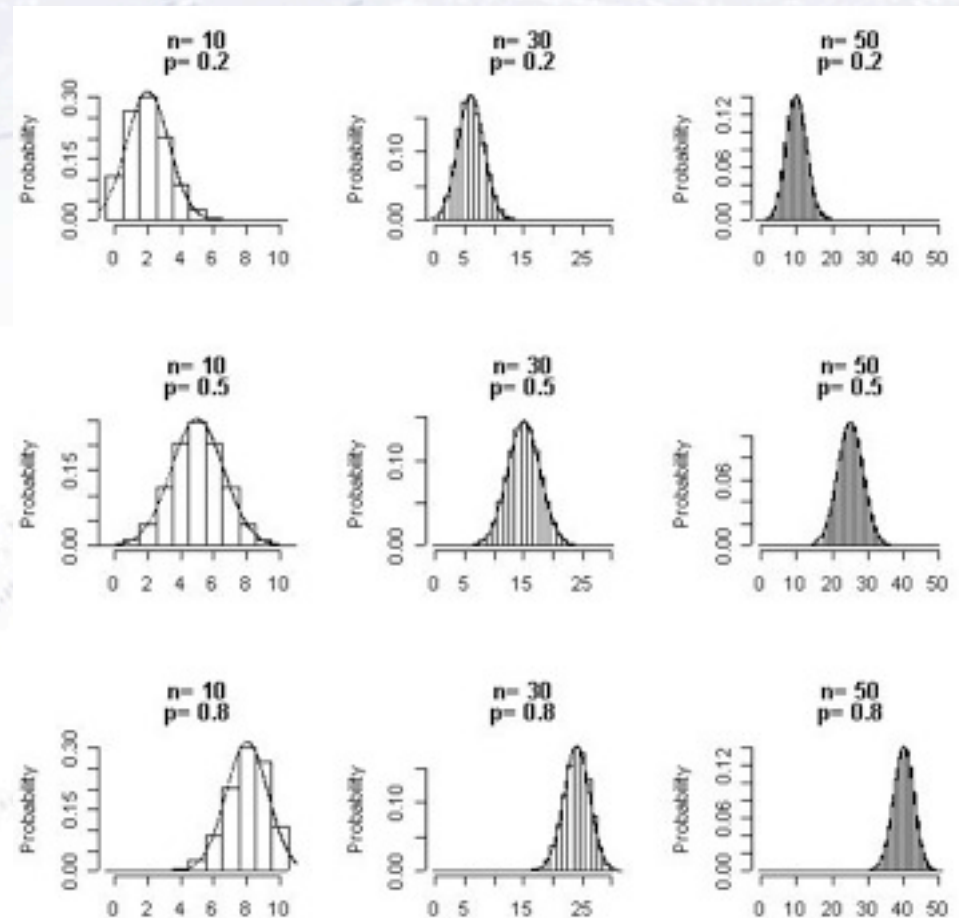 n= 10
p= 0.2
n= 30
p= 0.2
n= 50
p= 0.2
Probability
0.00 0.15 0.30
Probability
0.00 0.10
Probability
0.00 0.06 0.12
0 2 4 6 8 10
0 5 15 25
0 10 20 30 40 50
n= 10
p= 0.5
n= 30
p= 0.5
n= 50
p= 0.5
Probability
0.00 0.15
Probability
0.00 0.10
Probability
0.00 0.06
0 2 4 6 8 10
0 5 15 25
0 10 20 30 40 50
n= 10
p= 0.8
n= 30
p= 0.8
n= 50
p= 0.8
Probability
0.00 0.15 0.30
Probability
0.00 0.10
Probability
0.00 0.06 0.12
0 2 4 6 8 10
0 5 15 25
0 10 20 30 40 50